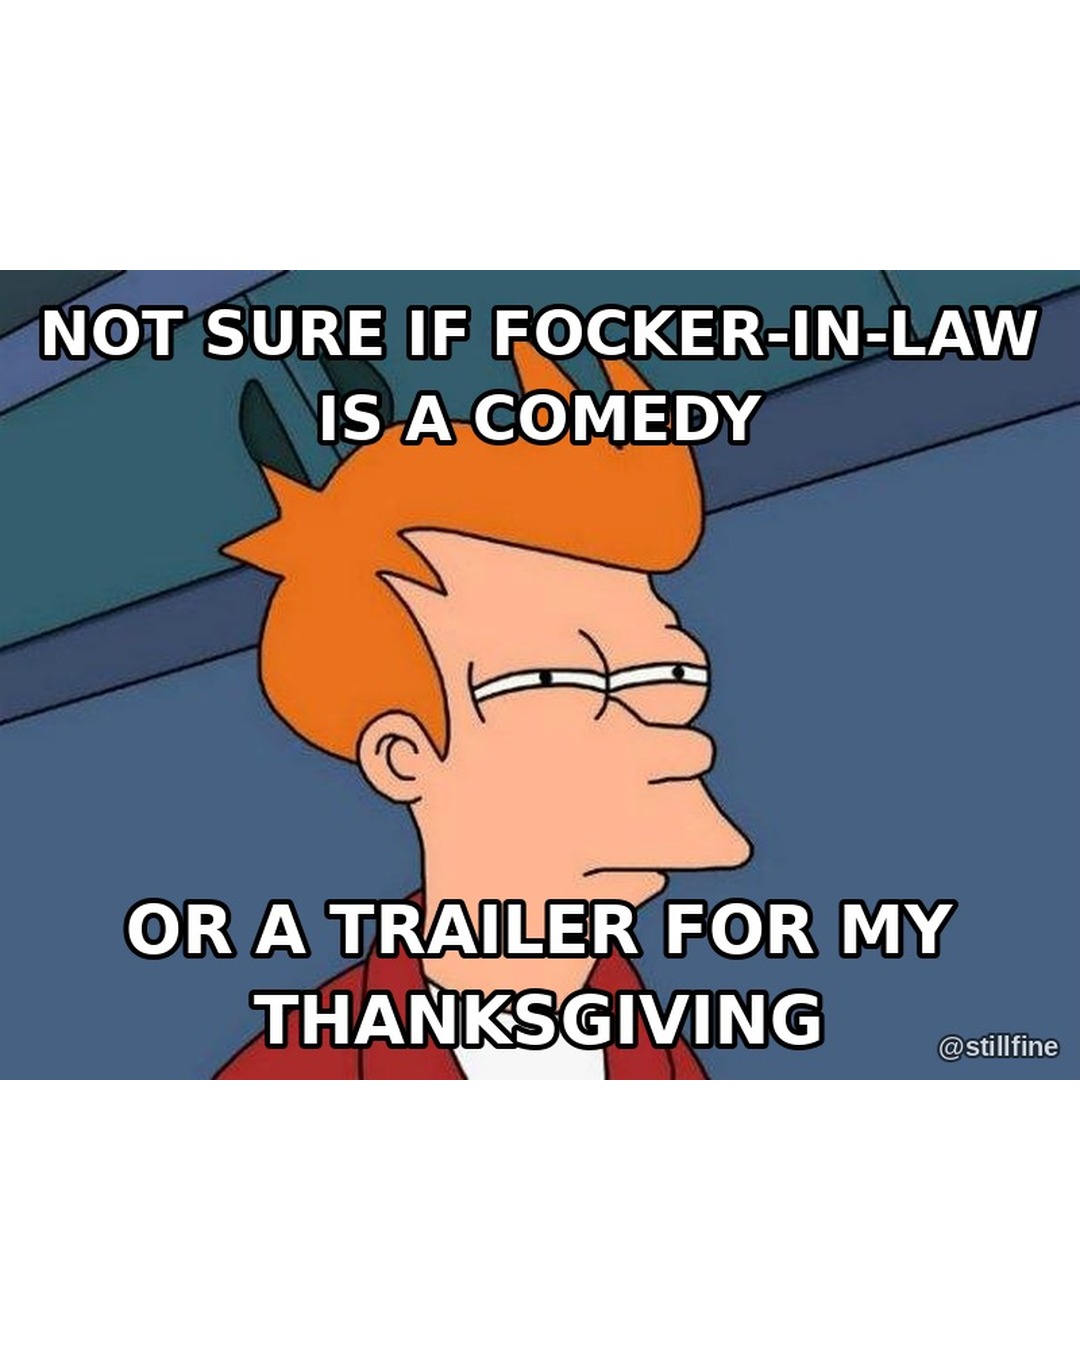 NOT SURE IF FOCKER-IN-LAW
IS A COMEDY
OR A TRAILER FOR MY
THANKSGIVING
@stillfine